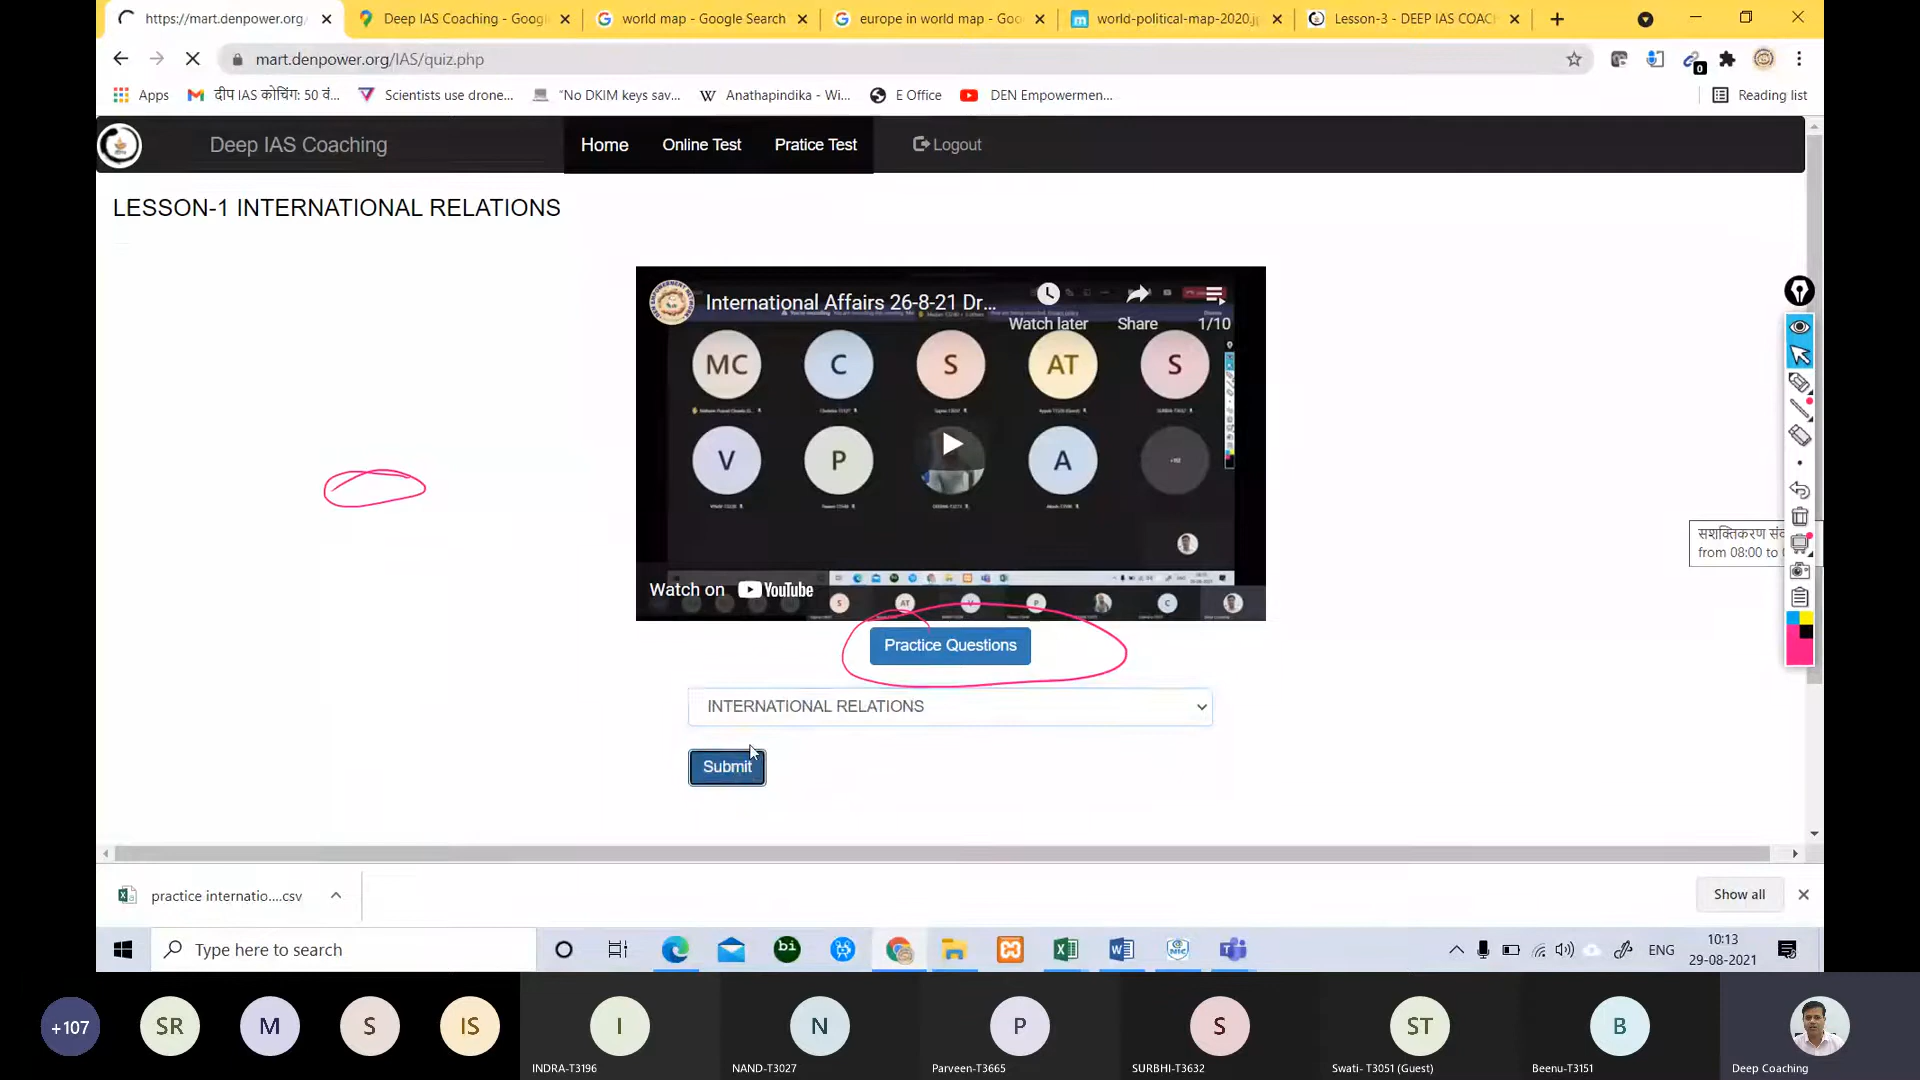 https://mart.denpower.org/
Deep IAS Coaching - Google
world map - Google Search
europe in world map - Goo
world-political-map-2020.j
Lesson-3 - DEEP IAS COACH
mart.denpower.org/IAS/quiz.php
0
Apps
दीप IAS कोचिंग: 50 वं...
Scientists use drone...
"No DKIM keys sav...
Anathapindika - Wi...
E Office
DEN Empowermen...
Reading list
Deep IAS Coaching
Home
Online Test
Pratice Test
Logout
LESSON-1 INTERNATIONAL RELATIONS
International Affairs 26-8-21 Dr...
Watch later
Share
1/10
MC
C
S
AT
S
V
P
A
Watch on YouTube
S
AT
V
P
C
Practice Questions
INTERNATIONAL RELATIONS
Submit
from 08:00 to
practice internatio....csv
Show all
Type here to search
bi
ENG
10:13
29-08-2021
+107
SR
M
S
IS
I
N
P
S
ST
B
INDRA-T3196
NAND-T3027
Parveen-T3665
SURBHI-T3632
Swati- T3051 (Guest)
Beenu-T3151
Deep Coaching